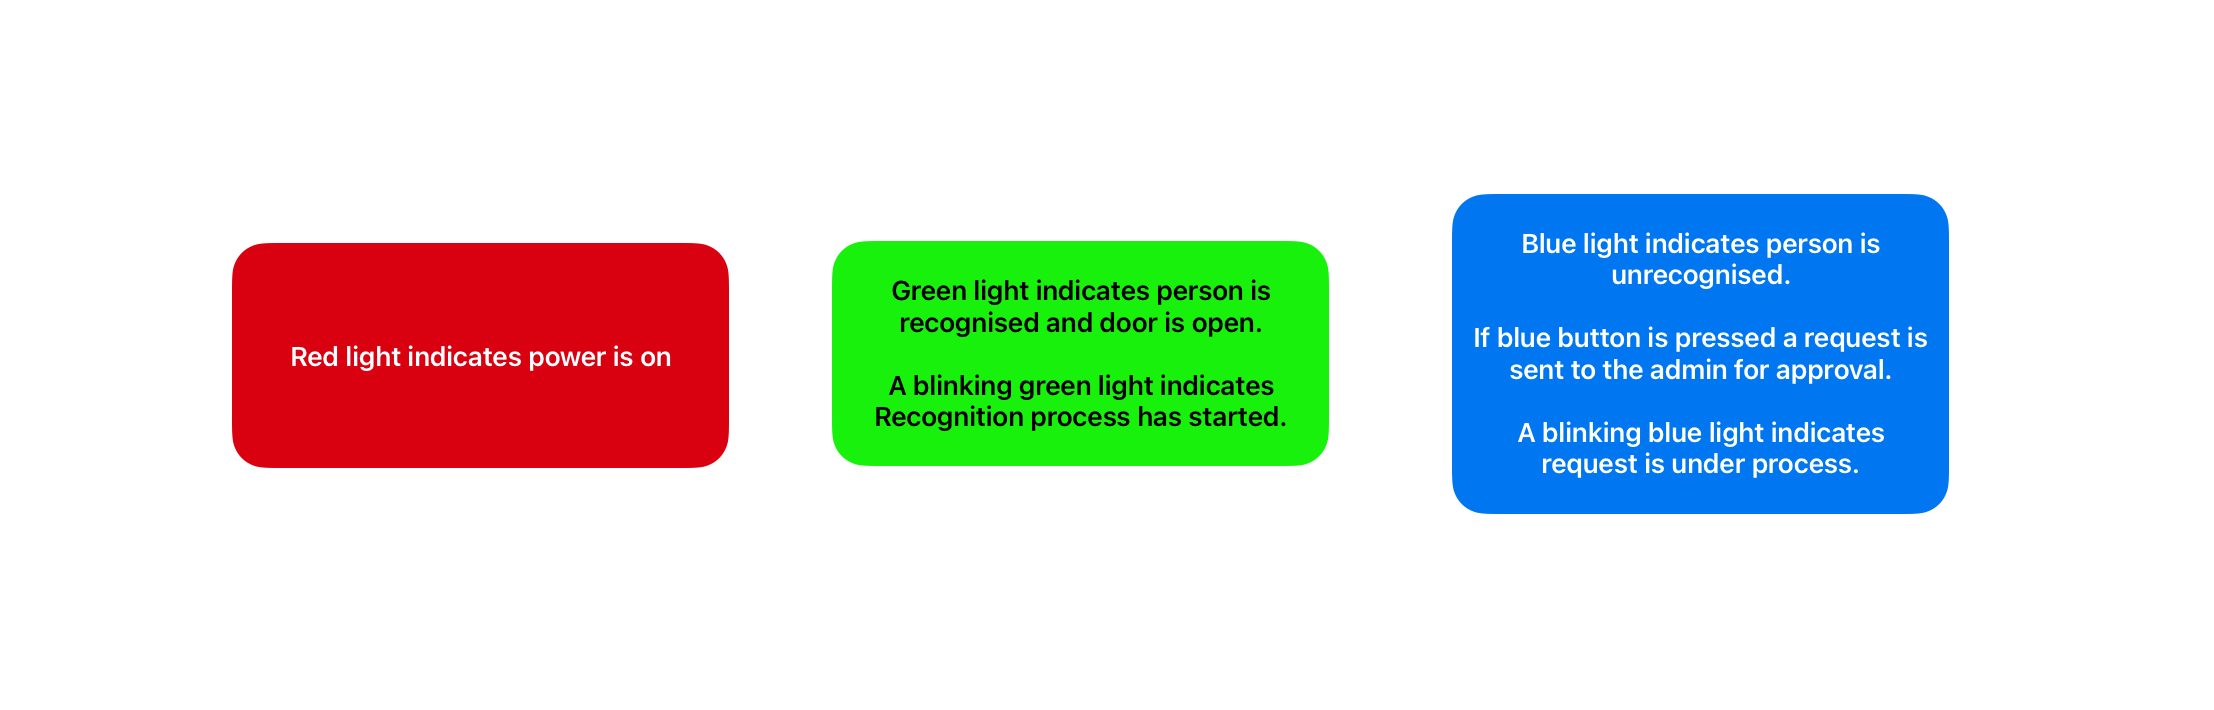 Red light indicates power is on
Green light indicates person is
recognised and door is open.
A blinking green light indicates
Recognition process has started.
Blue light indicates person is
unrecognised.
If blue button is pressed a request is
sent to the admin for approval.
A blinking blue light indicates
request is under process.